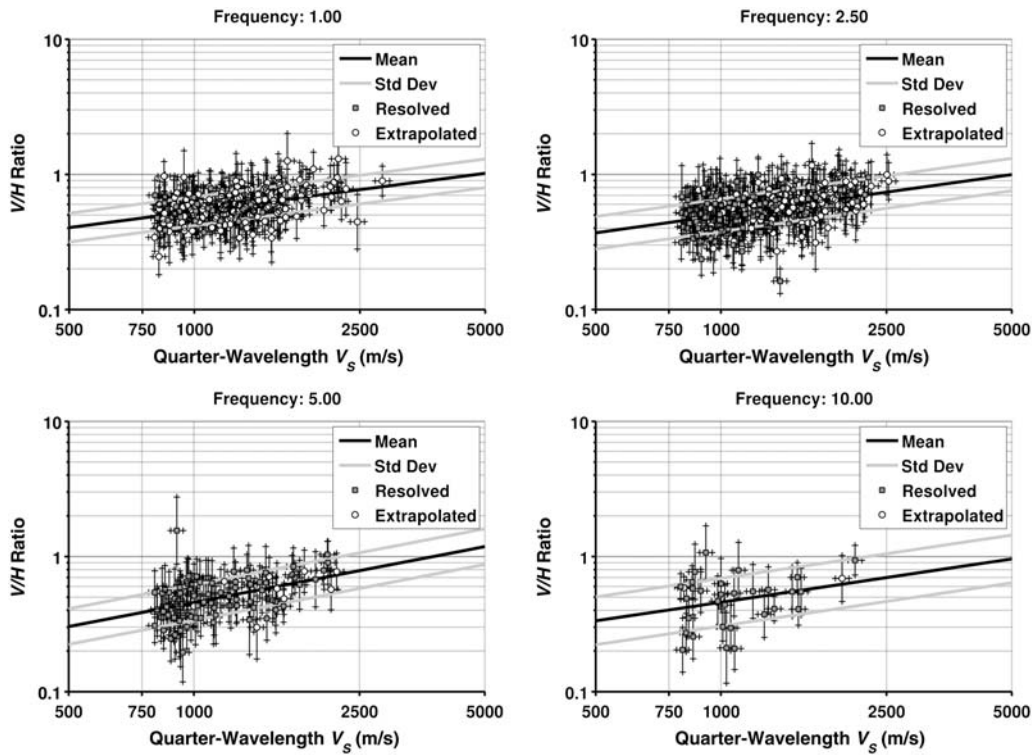 Frequency: 1.00
10
1
0.1
V/H Ratio
Mean
Std Dev
Resolved
Extrapolated
500 750 1000 2500 5000
Quarter-Wavelength VS (m/s)
Frequency: 2.50
10
1
0.1
V/H Ratio
Mean
Std Dev
Resolved
Extrapolated
500 750 1000 2500 5000
Quarter-Wavelength VS (m/s)
Frequency: 5.00
10
1
0.1
V/H Ratio
Mean
Std Dev
Resolved
Extrapolated
500 750 1000 2500 5000
Quarter-Wavelength VS (m/s)
Frequency: 10.00
10
1
0.1
V/H Ratio
Mean
Std Dev
Resolved
Extrapolated
500 750 1000 2500 5000
Quarter-Wavelength VS (m/s)